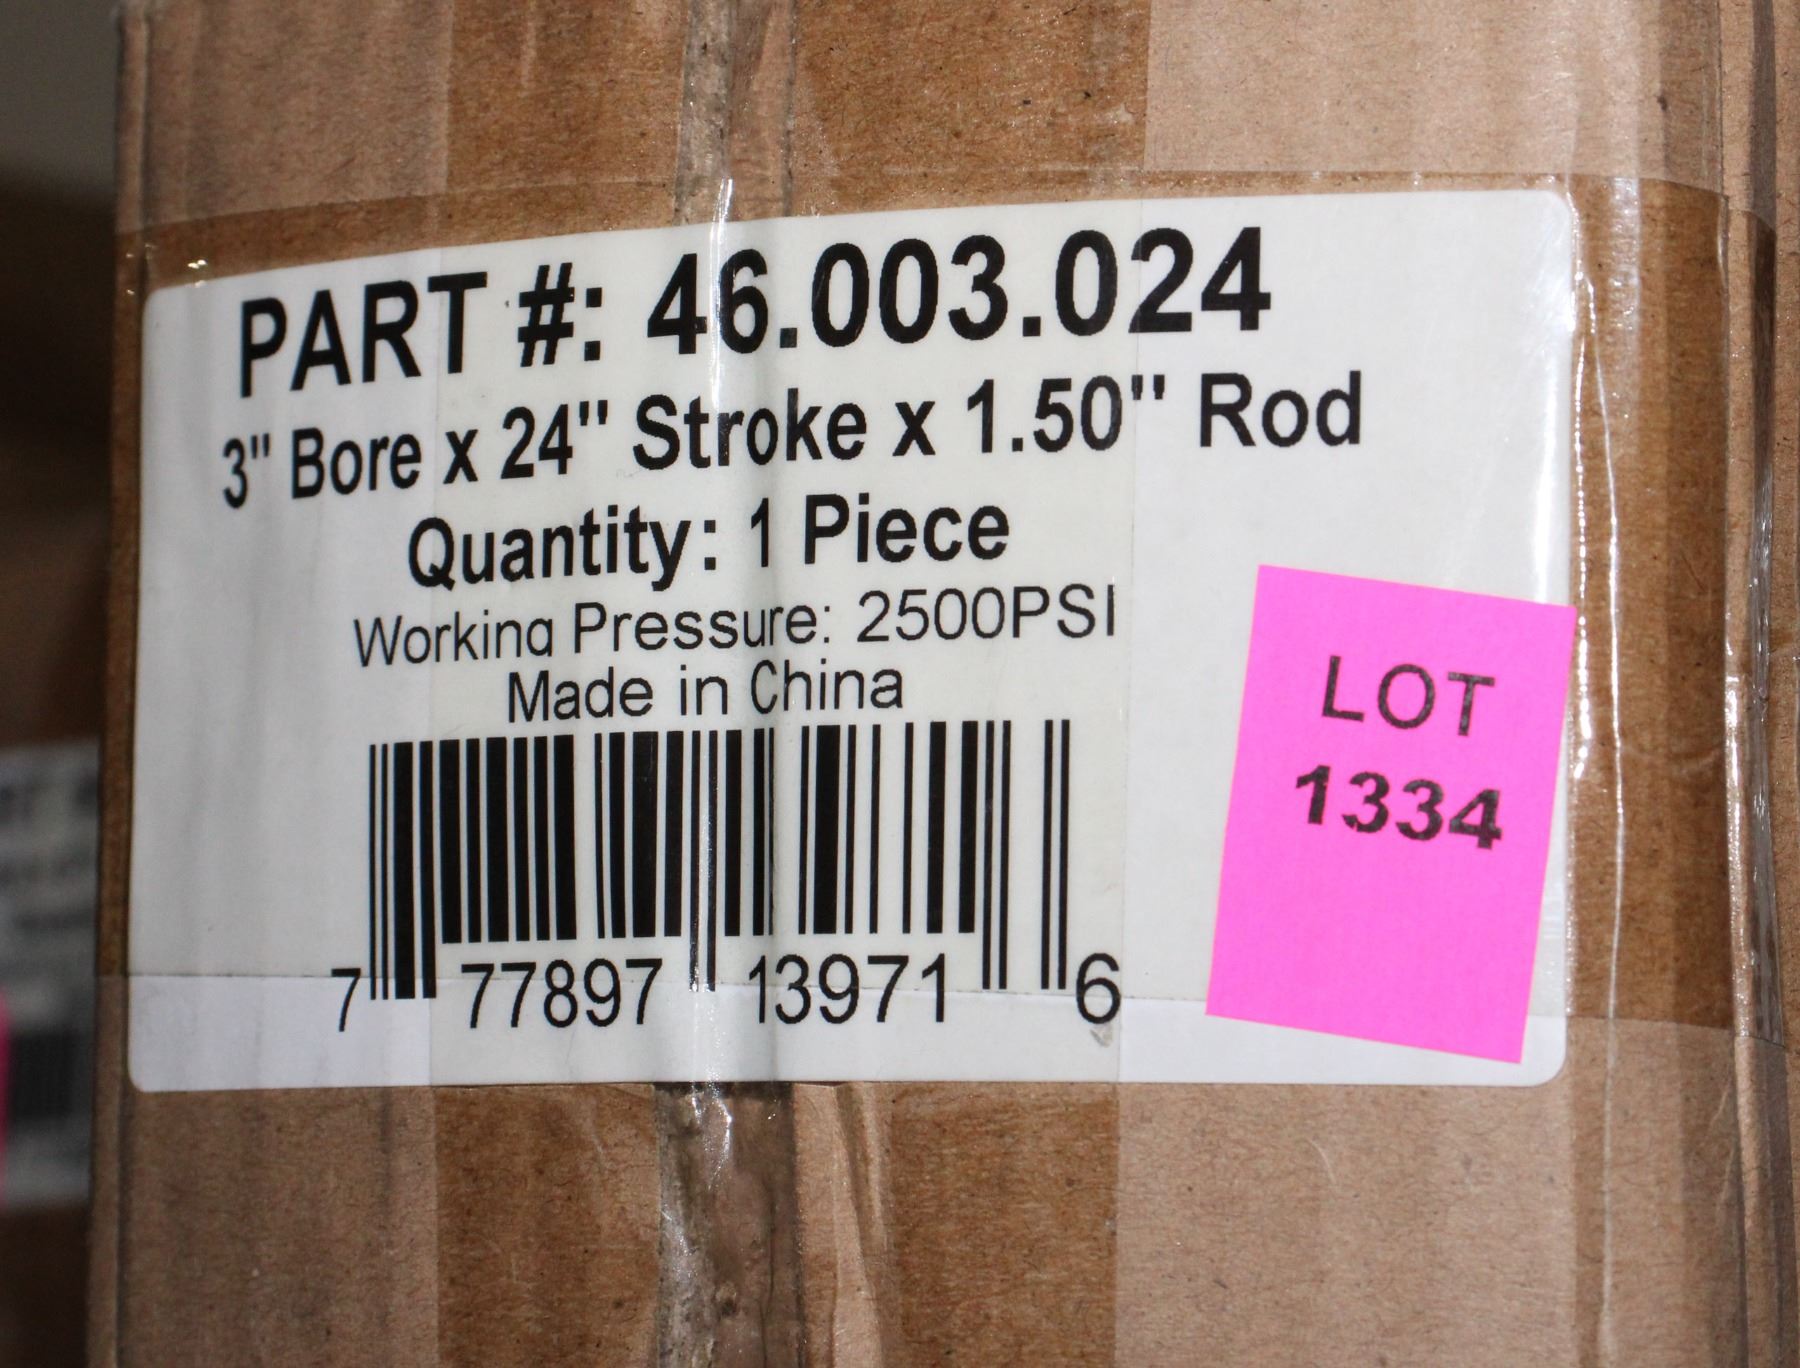 PART #: 46.003.024
3" Bore x 24" Stroke x 1.50" Rod
Quantity: 1 Piece
Working Pressure: 2500PSI
Made in China
7 77897 13971 6
LOT
1334